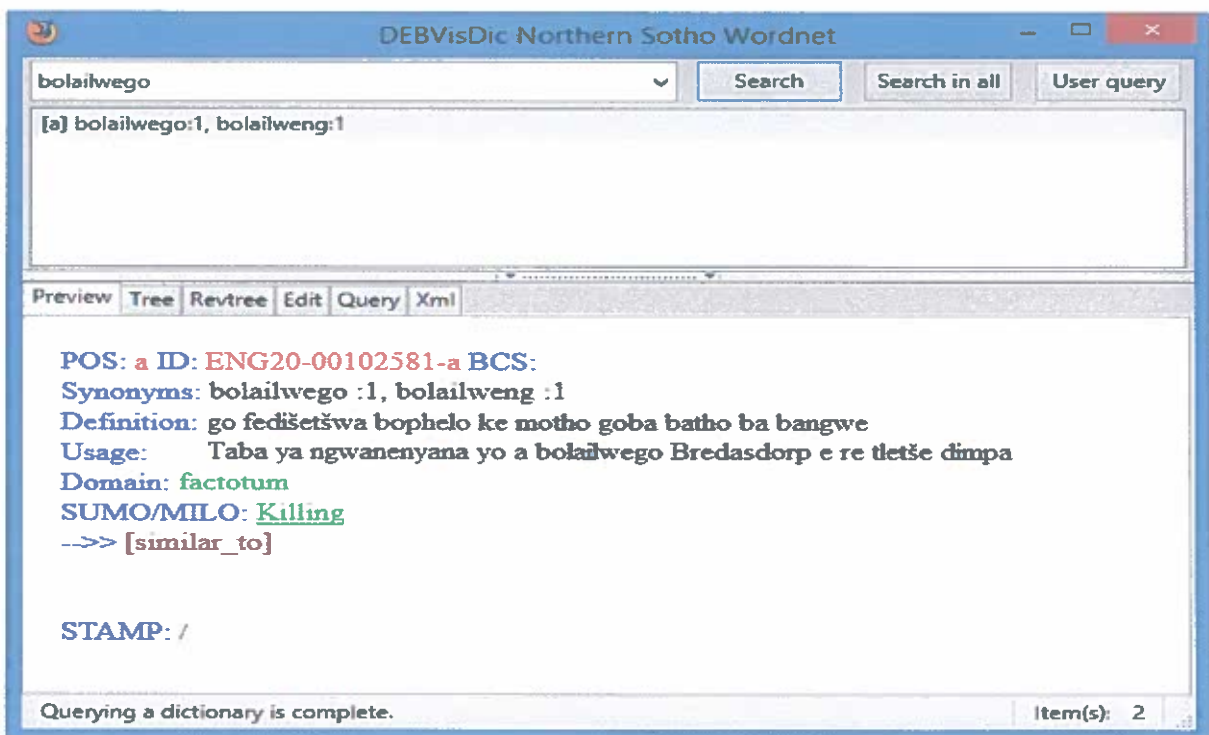 DEBVisDic Northern Sotho Wordnet
bolailwego Search Search in all User query
[a] bolailwego:1, bolailweng:1
Preview Tree Revtree Edit Query Xml
POS: a ID: ENG20-00102581-a BCS:
Synonyms: bolailwego :1, bolailweng :1
Definition: go fedišetšwa bophelo ke motho goba batho ba bangwe
Usage: Taba ya ngwanenyana yo a bolailwego Bredasdorp e re tletše dimpa
Domain: factotum
SUMO/MILO: Killing
-->> [similar_to]
STAMP: /
Querying a dictionary is complete. Item(s): 2